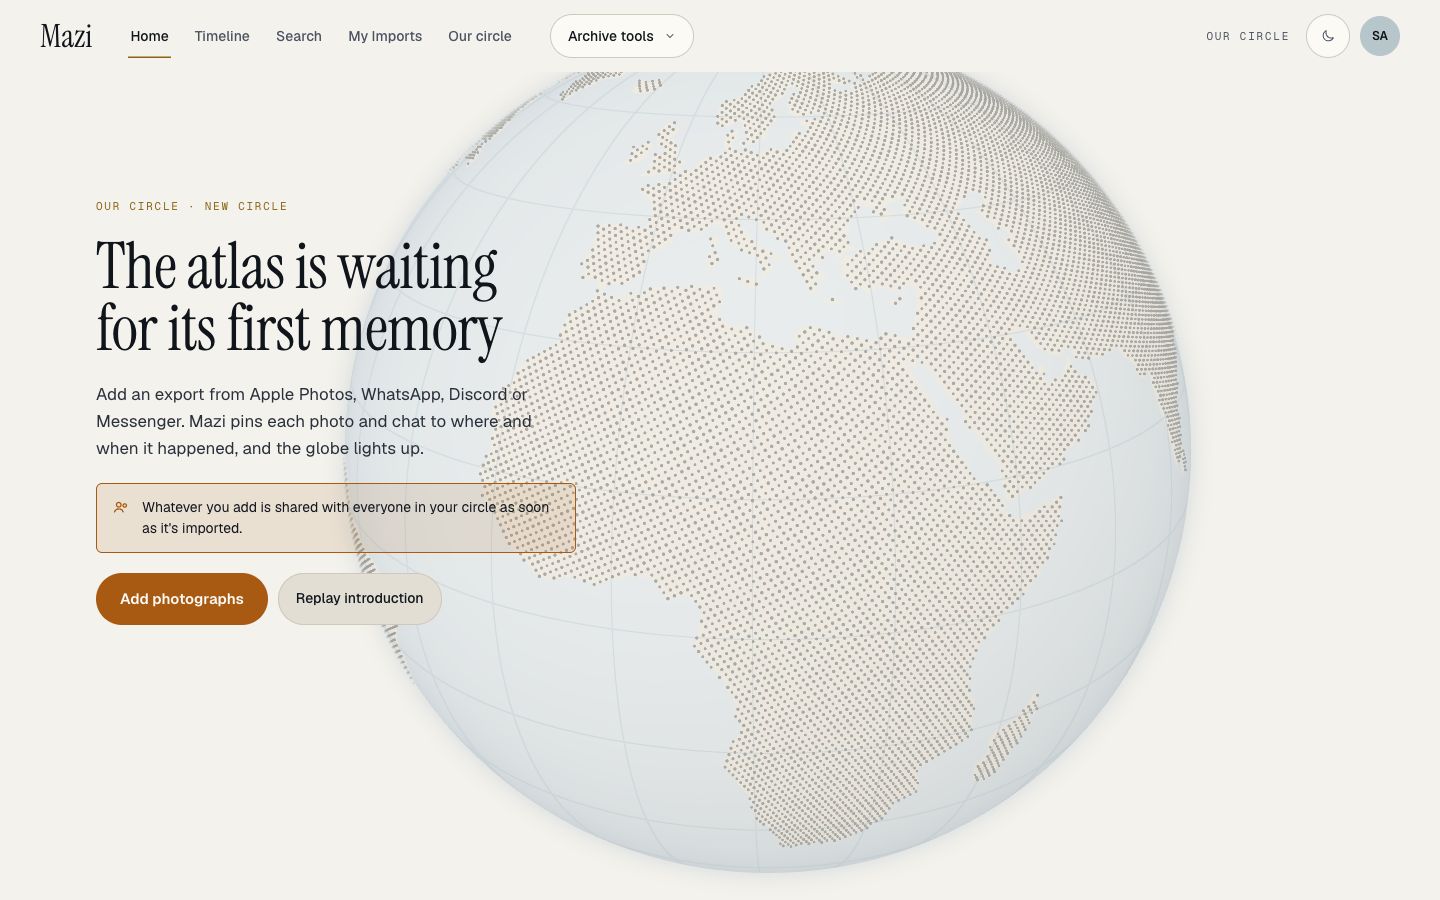 Mazi
Home
Timeline
Search
My Imports
Our circle
Archive tools
OUR CIRCLE
SA
OUR CIRCLE · NEW CIRCLE
The atlas is waiting
for its first memory
Add an export from Apple Photos, WhatsApp, Discord or
Messenger. Mazi pins each photo and chat to where and
when it happened, and the globe lights up.
Whatever you add is shared with everyone in your circle as soon
as it's imported.
Add photographs
Replay introduction